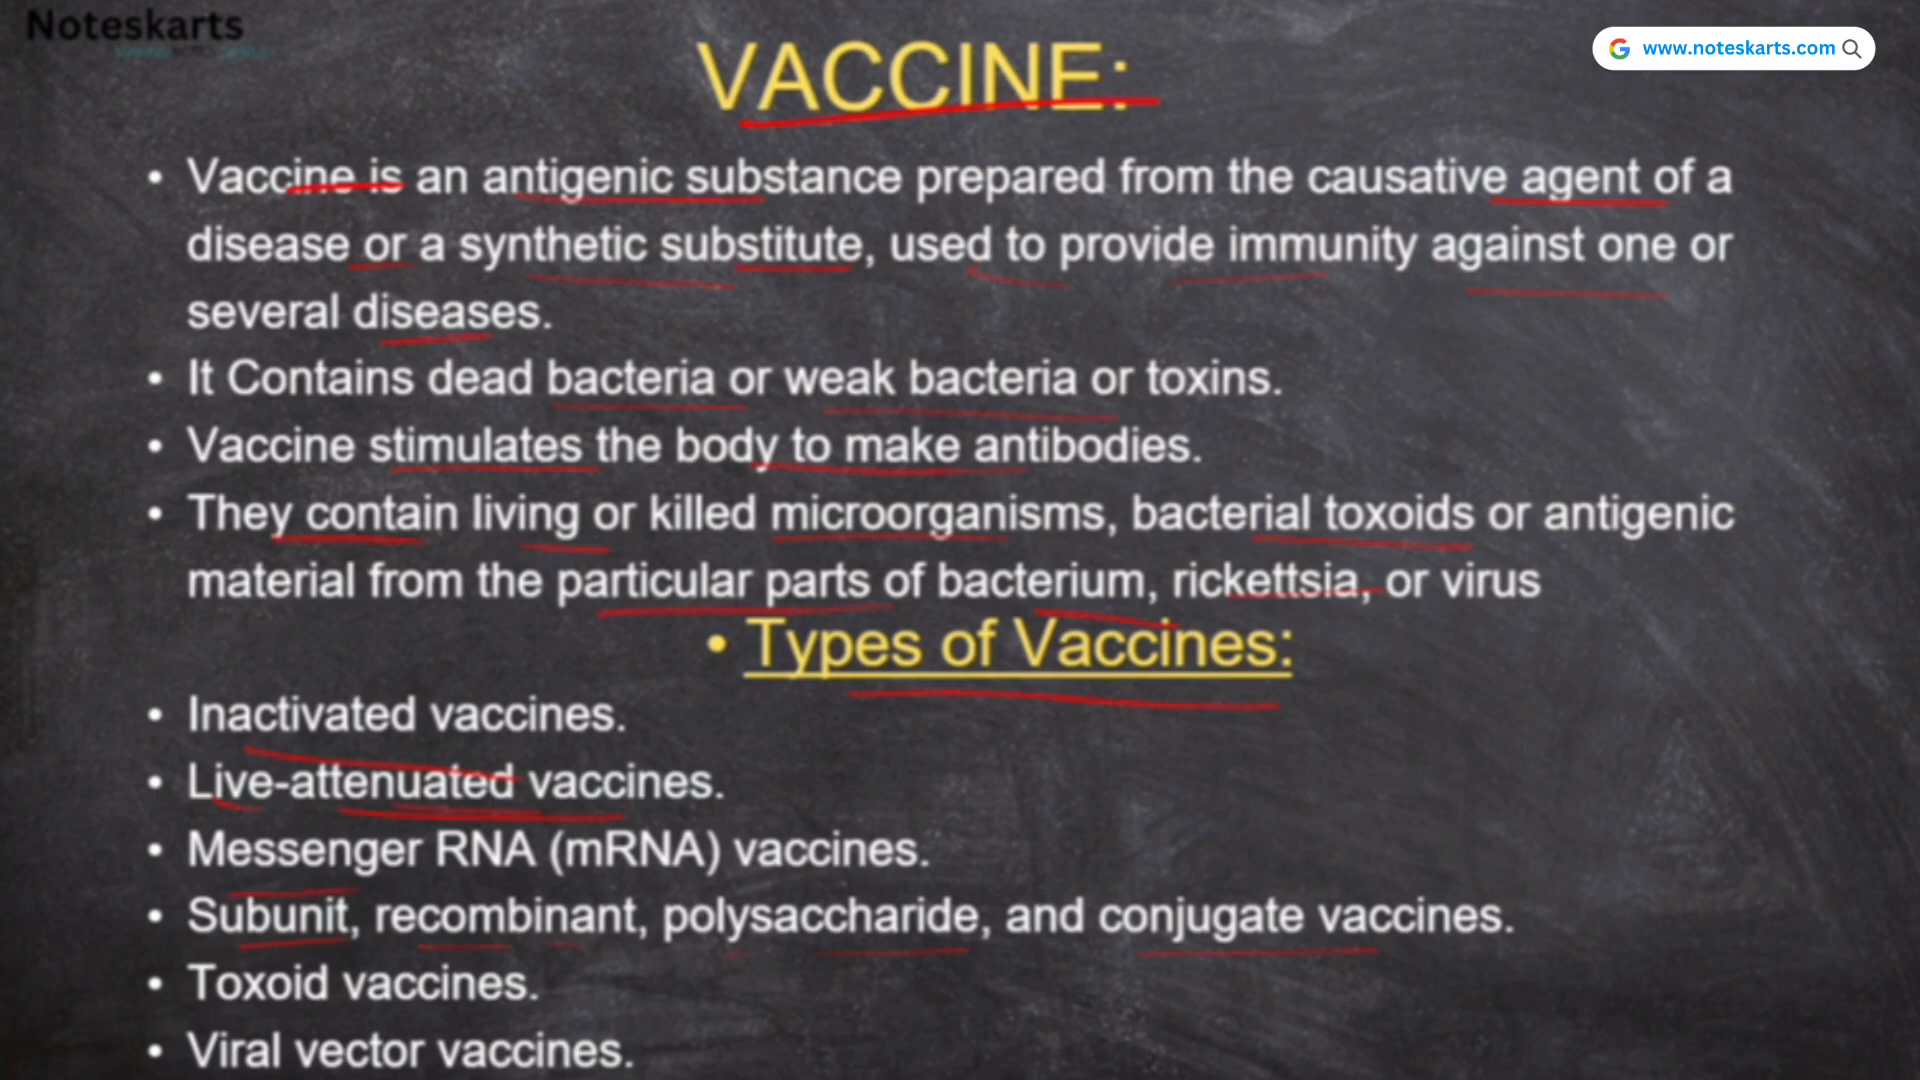 Noteskarts
www.noteskarts.com
VACCINE:
• Vaccine is an antigenic substance prepared from the causative agent of a
disease or a synthetic substitute, used to provide immunity against one or
several diseases.
• It Contains dead bacteria or weak bacteria or toxins.
• Vaccine stimulates the body to make antibodies.
• They contain living or killed microorganisms, bacterial toxoids or antigenic
material from the particular parts of bacterium, rickettsia, or virus
• Types of Vaccines:
• Inactivated vaccines.
• Live-attenuated vaccines.
• Messenger RNA (mRNA) vaccines.
• Subunit, recombinant, polysaccharide, and conjugate vaccines.
• Toxoid vaccines.
• Viral vector vaccines.